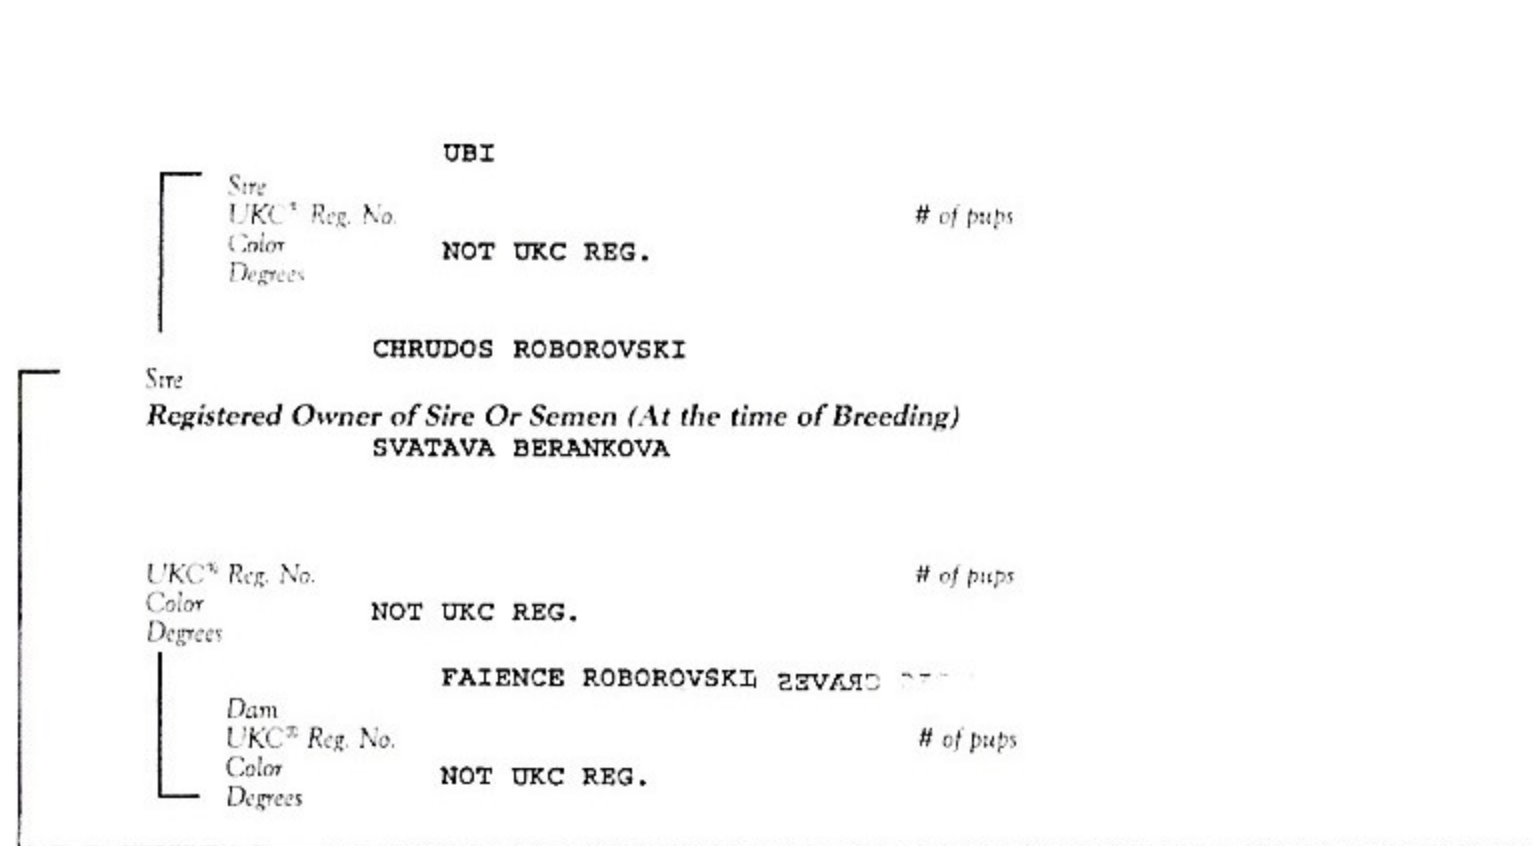 UBI
Sire
UKC® Reg. No.
# of pups
Color
NOT UKC REG.
Degrees
CHRUDOS ROBOROVSKI
Sire
Registered Owner of Sire Or Semen (At the time of Breeding)
SVATAVA BERANKOVA
UKC® Reg. No.
# of pups
Color
NOT UKC REG.
Degrees
FAIENCE ROBOROVSKI
Dam
UKC® Reg. No.
# of pups
Color
NOT UKC REG.
Degrees